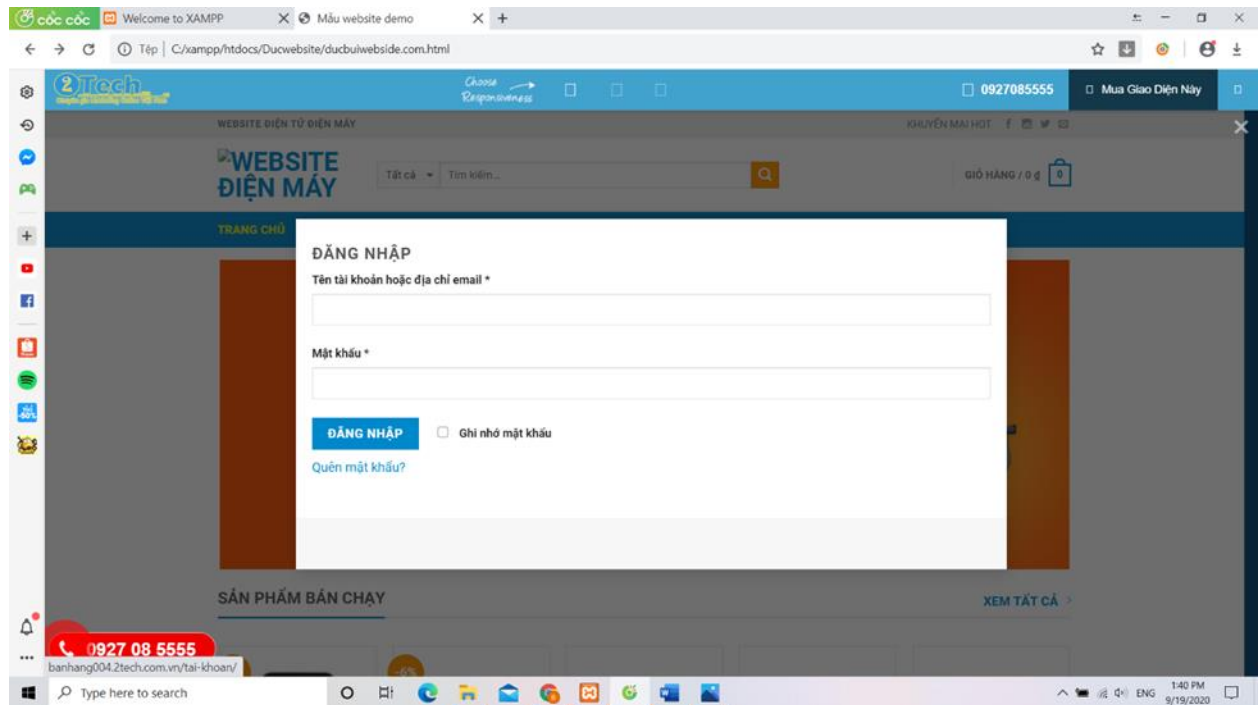 cốc cốc Welcome to XAMPP Mẫu website demo
Tệp C:/xampp/htdocs/Ducwebsite/ducbuiwebside.com.html
2Tech Choose Responsiveness 0927085555 Mua Giao Diện Này
WEBSITE ĐIỆN TỬ ĐIỆN MÁY KHUYẾN MẠI HOT
WEBSITE
ĐIỆN MÁY
Tất cả Tìm kiếm... GIỎ HÀNG / 0 ₫ 0
TRANG CHỦ
ĐĂNG NHẬP
Tên tài khoản hoặc địa chỉ email *
Mật khẩu *
ĐĂNG NHẬP Ghi nhớ mật khẩu
Quên mật khẩu?
SẢN PHẨM BÁN CHẠY XEM TẤT CẢ
0927 08 5555
banhang004.2tech.com.vn/tai-khoan/
Type here to search ENG 1:40 PM
9/19/2020